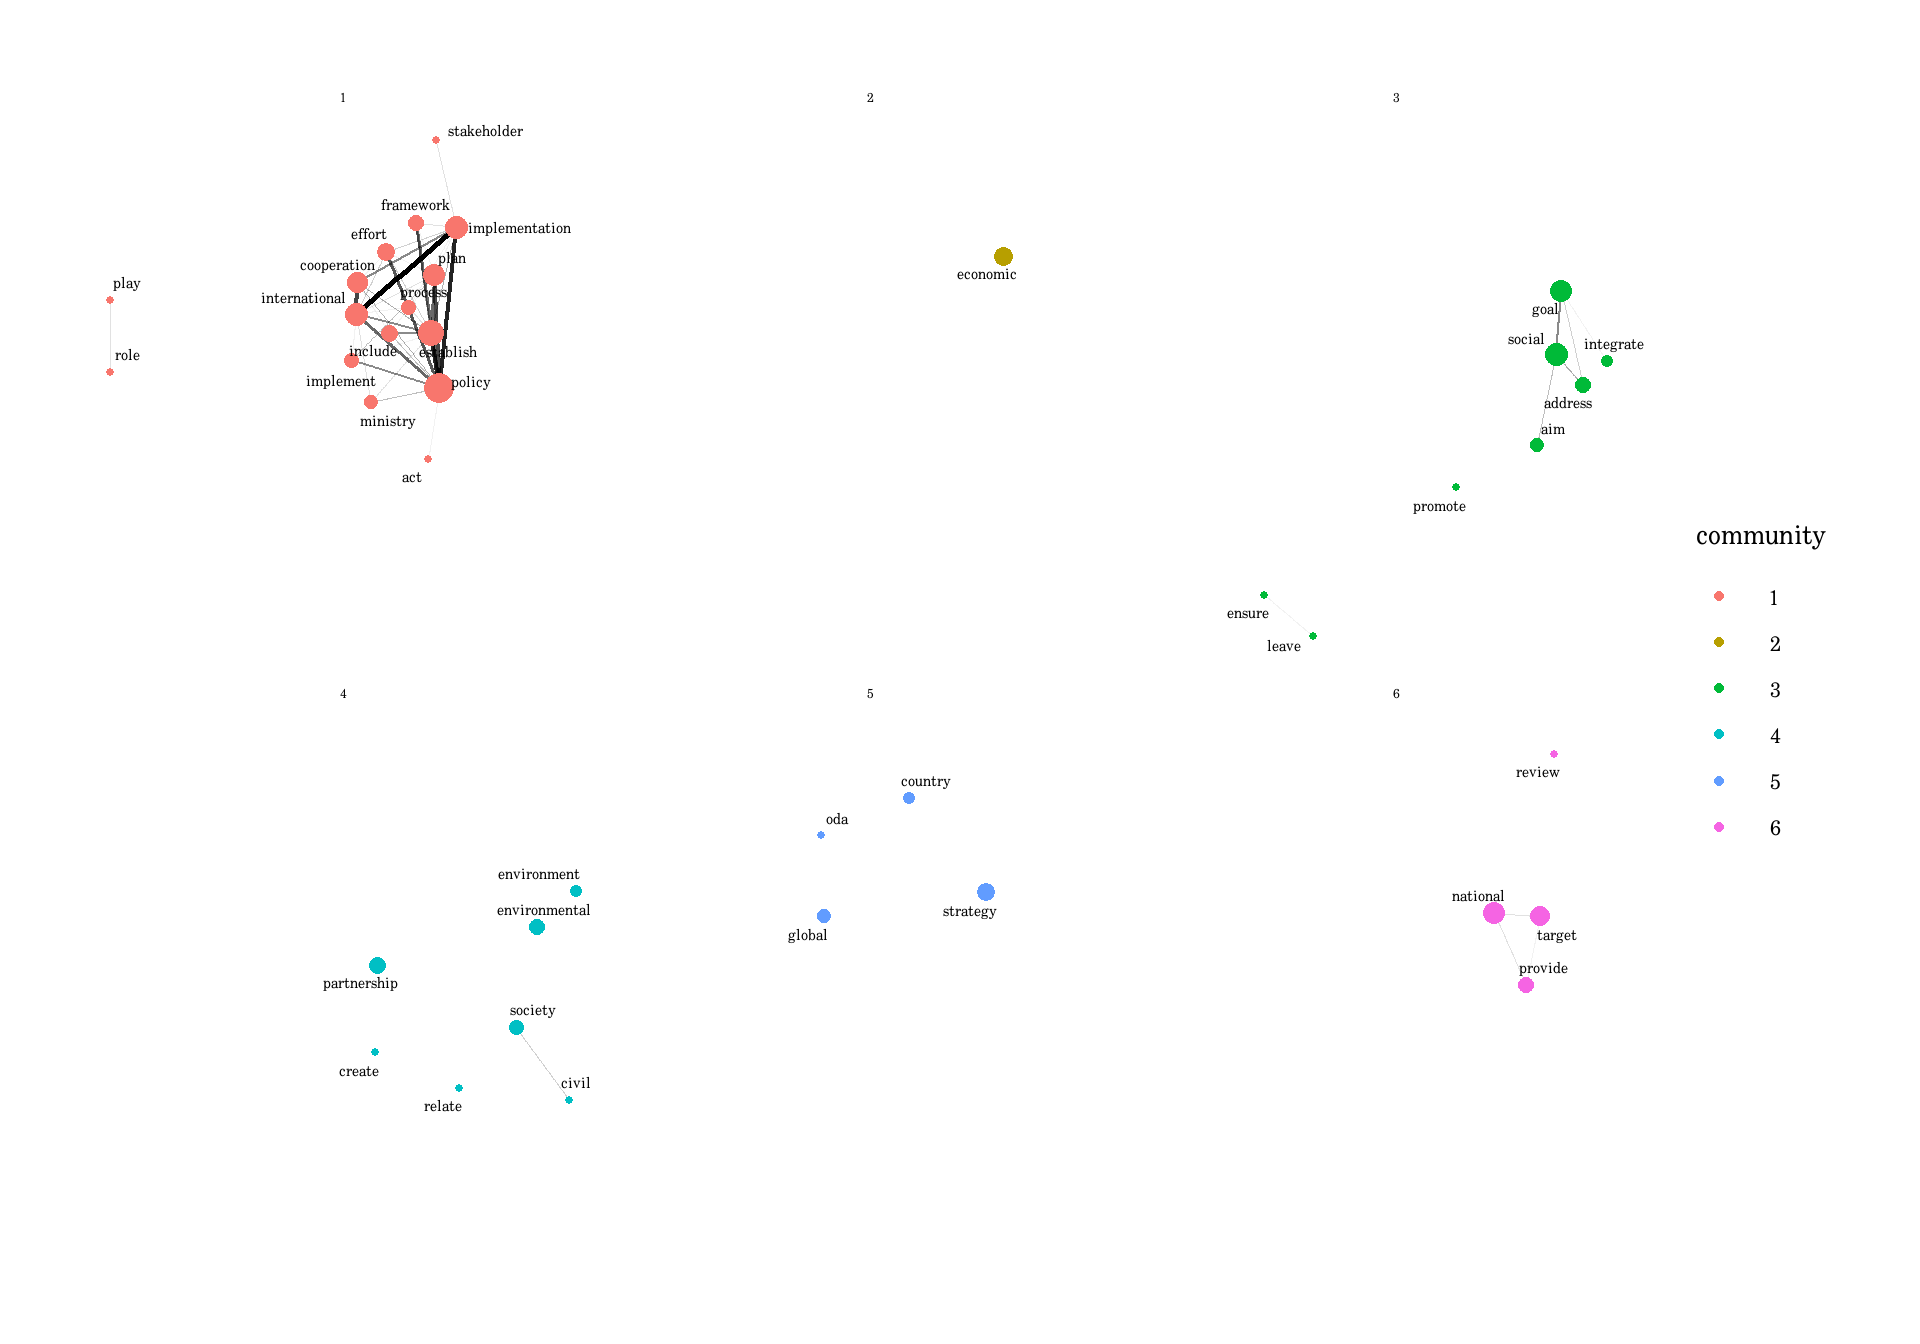 1
2
3
stakeholder
framework
implementation
effort
plan
cooperation
process
international
play
role
include
establish
implement
policy
ministry
act
economic
goal
social
integrate
address
aim
promote
ensure
leave
community
1
2
3
4
5
6
4
5
6
country
oda
environment
environmental
strategy
global
partnership
society
create
civil
relate
review
national
target
provide